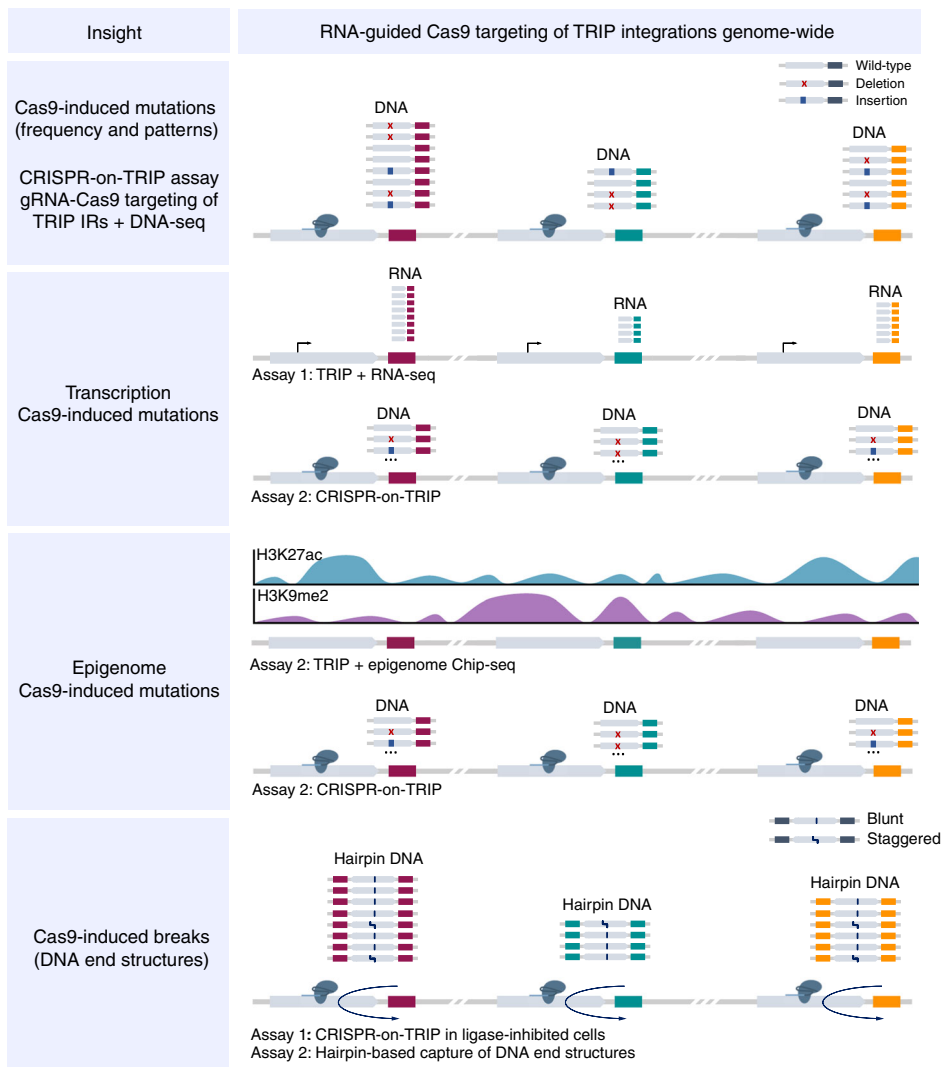 Insight
RNA-guided Cas9 targeting of TRIP integrations genome-wide
Cas9-induced mutations
(frequency and patterns)
CRISPR-on-TRIP assay
gRNA-Cas9 targeting of
TRIP IRs + DNA-seq
Wild-type
Deletion
Insertion
DNA
DNA
DNA
Transcription
Cas9-induced mutations
RNA
RNA
RNA
Assay 1: TRIP + RNA-seq
DNA
DNA
DNA
Assay 2: CRISPR-on-TRIP
Epigenome
Cas9-induced mutations
H3K27ac
H3K9me2
Assay 2: TRIP + epigenome Chip-seq
DNA
DNA
DNA
Assay 2: CRISPR-on-TRIP
Cas9-induced breaks
(DNA end structures)
Blunt
Staggered
Hairpin DNA
Hairpin DNA
Hairpin DNA
Assay 1: CRISPR-on-TRIP in ligase-inhibited cells
Assay 2: Hairpin-based capture of DNA end structures